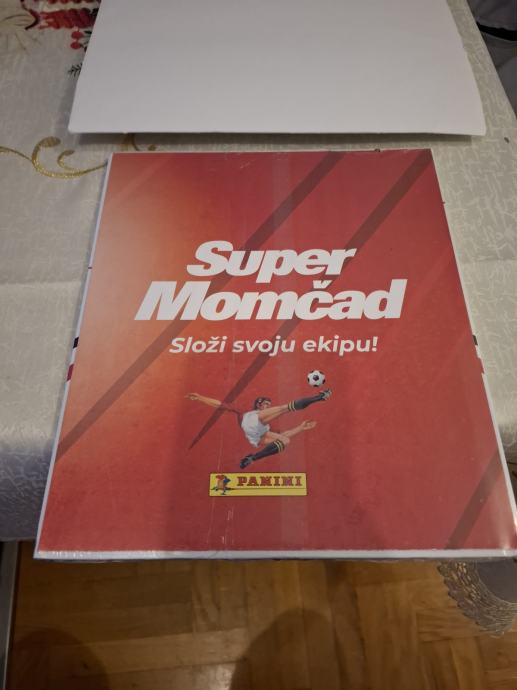 Super
Momčad
Složi svoju ekipu!
PANINI